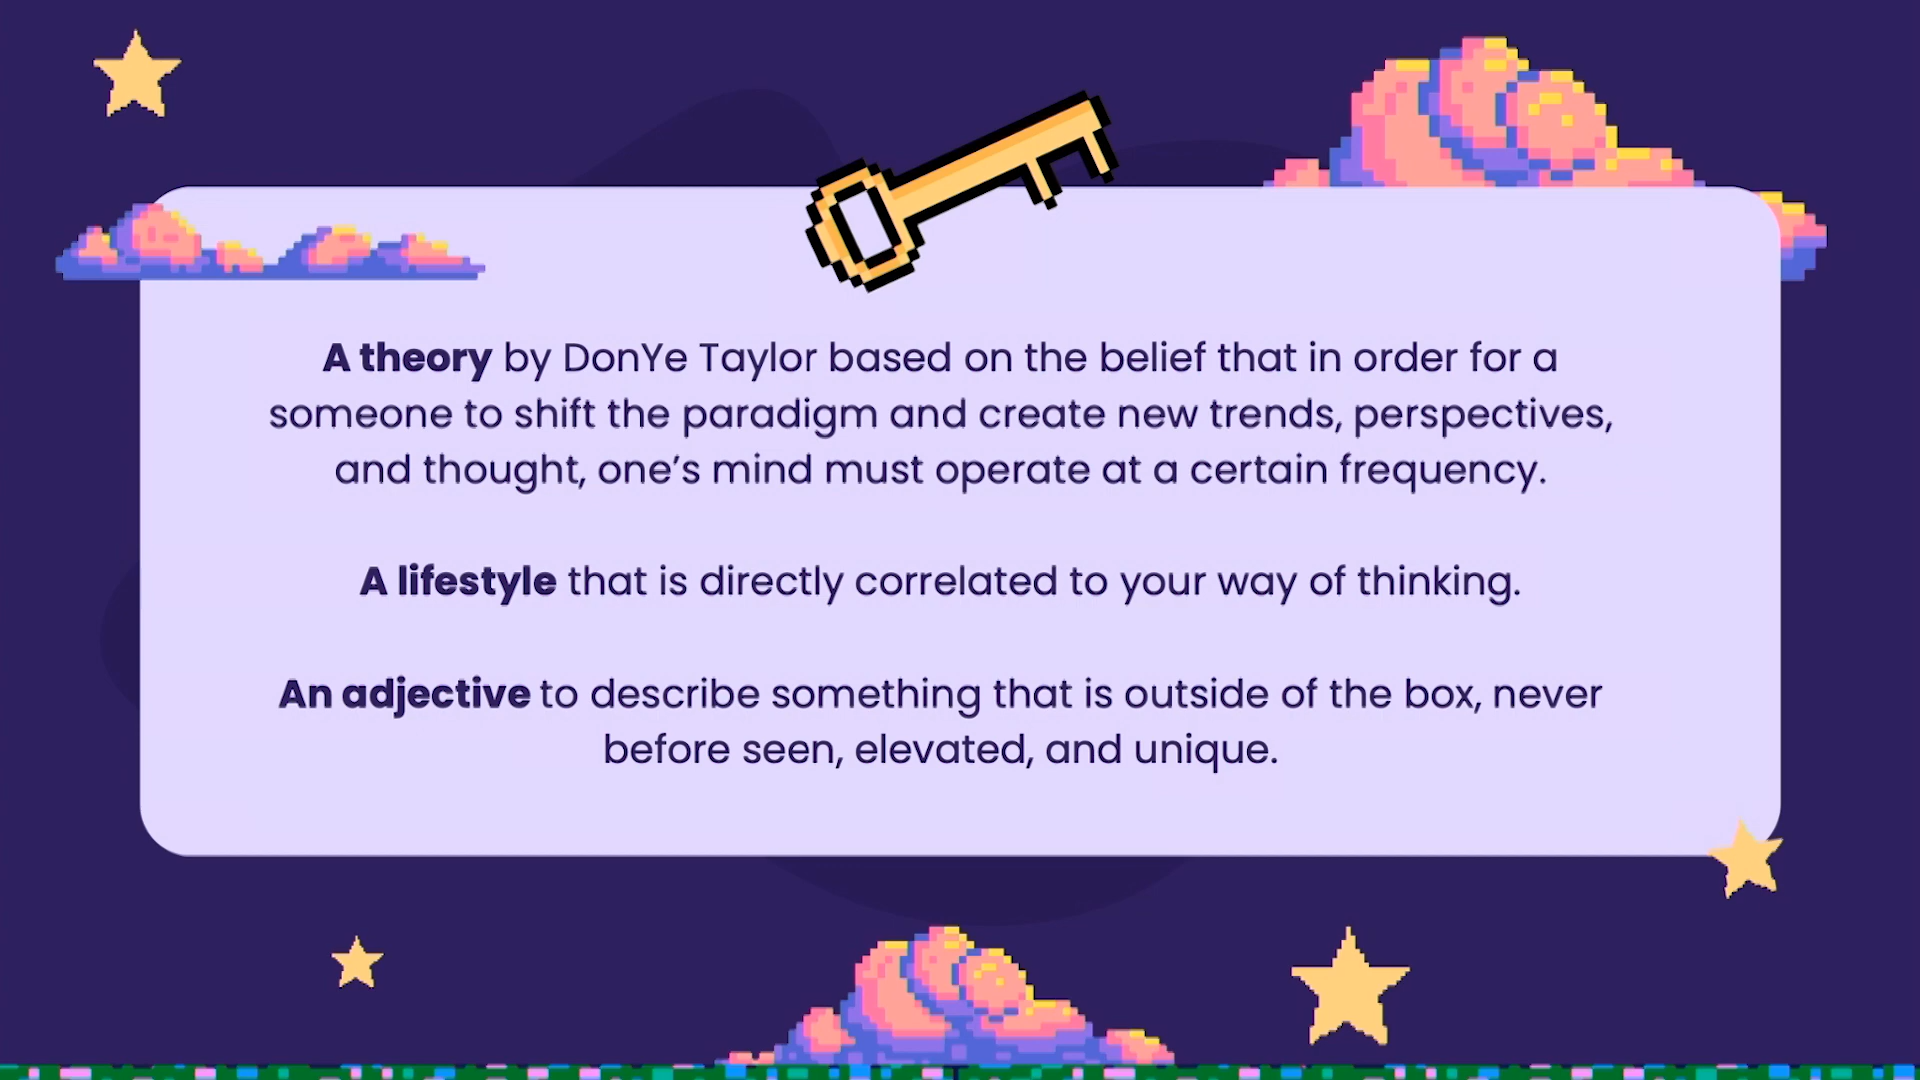 A theory by DonYe Taylor based on the belief that in order for a
someone to shift the paradigm and create new trends, perspectives,
and thought, one’s mind must operate at a certain frequency.
A lifestyle that is directly correlated to your way of thinking.
An adjective to describe something that is outside of the box, never
before seen, elevated, and unique.